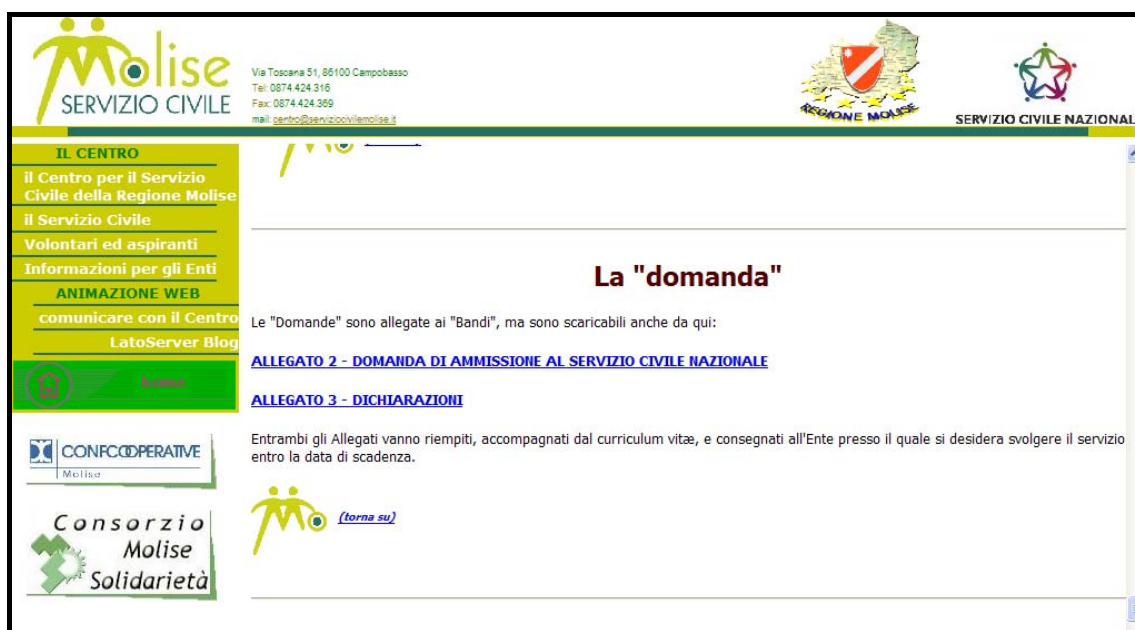 Molise
SERVIZIO CIVILE
Via Toscana 51, 86100 Campobasso
Tel: 0874.424.316
Fax: 0874.424.369
mail: centro@serviziocivilemolise.it
REGIONE MOLISE
SERVIZIO CIVILE NAZIONAL
IL CENTRO
il Centro per il Servizio
Civile della Regione Molise
il Servizio Civile
Volontari ed aspiranti
Informazioni per gli Enti
ANIMAZIONE WEB
comunicare con il Centro
LatoServer Blog
home
CONFCOOPERATIVE
Molise
Consorzio
Molise
Solidarietà
La "domanda"
Le "Domande" sono allegate ai "Bandi", ma sono scaricabili anche da qui:
ALLEGATO 2 - DOMANDA DI AMMISSIONE AL SERVIZIO CIVILE NAZIONALE
ALLEGATO 3 - DICHIARAZIONI
Entrambi gli Allegati vanno riempiti, accompagnati dal curriculum vitæ, e consegnati all'Ente presso il quale si desidera svolgere il servizio
entro la data di scadenza.
(torna su)